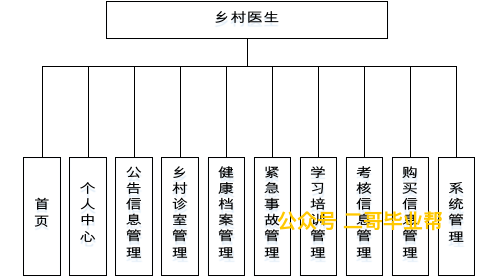 乡村医生
首页
个人中心
公告信息管理
乡村诊室管理
健康档案管理
紧急事故管理
学习培训管理
考核信息管理
购买信息管理
系统管理
公众号 二哥毕业帮